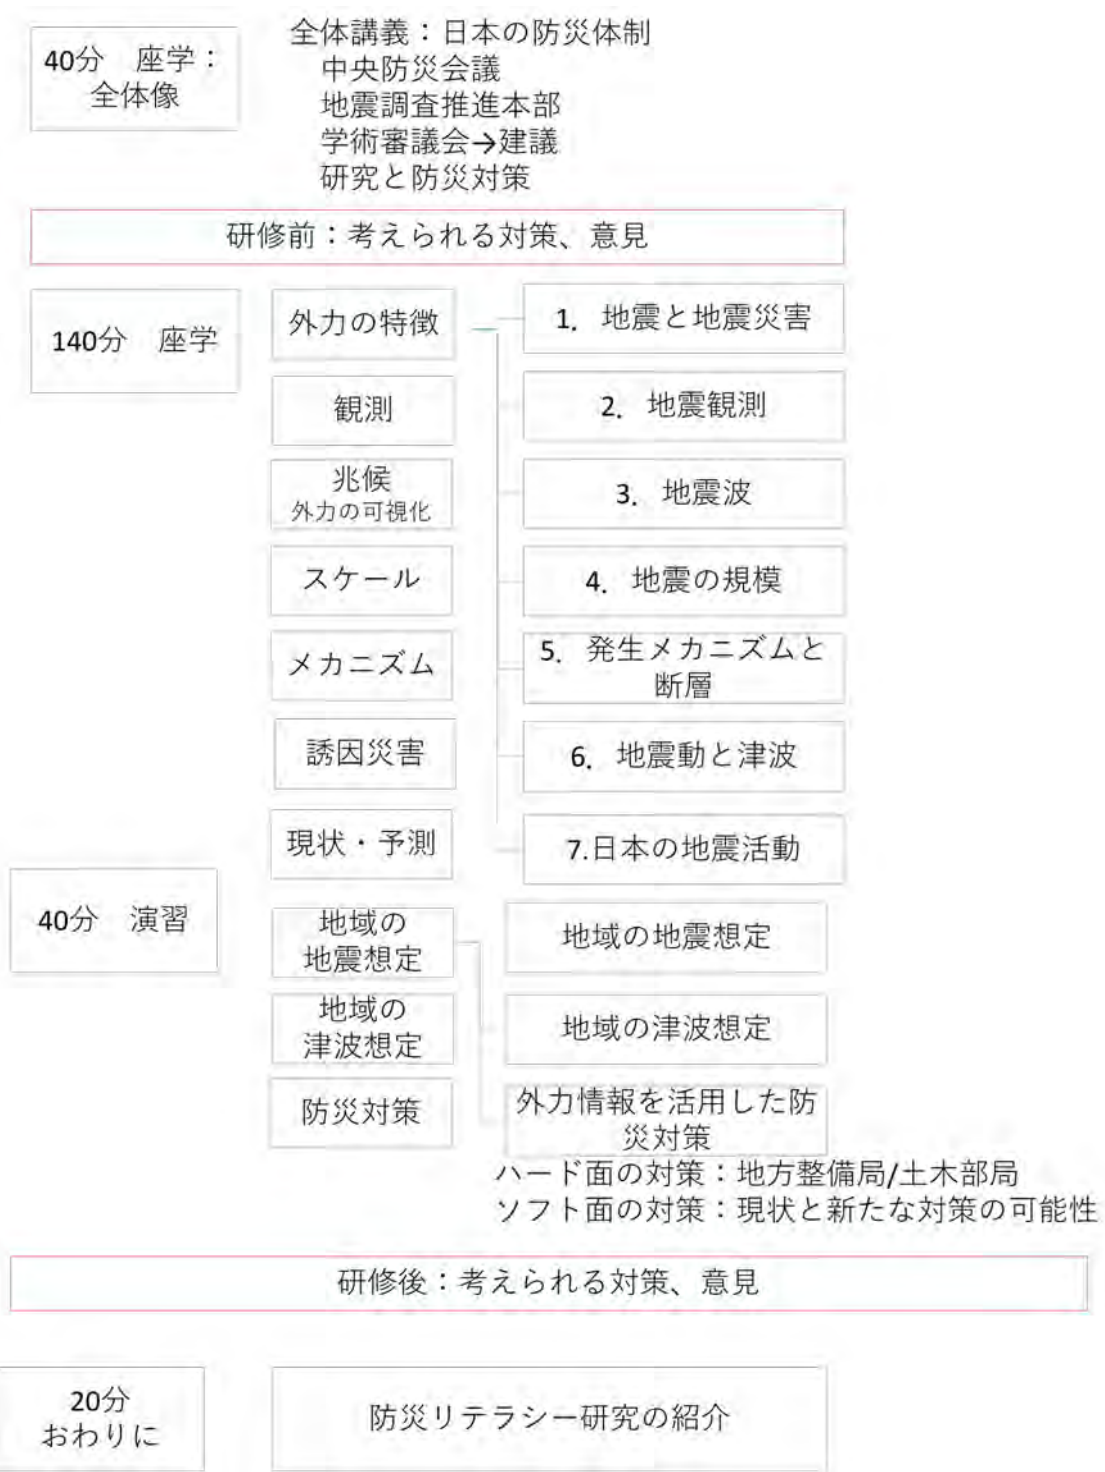 40分　座学：
全体像
全体講義：日本の防災体制
中央防災会議
地震調査推進本部
学術審議会→建議
研究と防災対策
研修前：考えられる対策、意見
140分　座学
外力の特徴
1.　地震と地震災害
観測
2.　地震観測
兆候
外力の可視化
3.　地震波
スケール
4.　地震の規模
メカニズム
5.　発生メカニズムと
断層
誘因災害
6.　地震動と津波
現状・予測
7.日本の地震活動
40分　演習
地域の
地震想定
地域の地震想定
地域の
津波想定
地域の津波想定
防災対策
外力情報を活用した防
災対策
ハード面の対策：地方整備局/土木部局
ソフト面の対策：現状と新たな対策の可能性
研修後：考えられる対策、意見
20分
おわりに
防災リテラシー研究の紹介